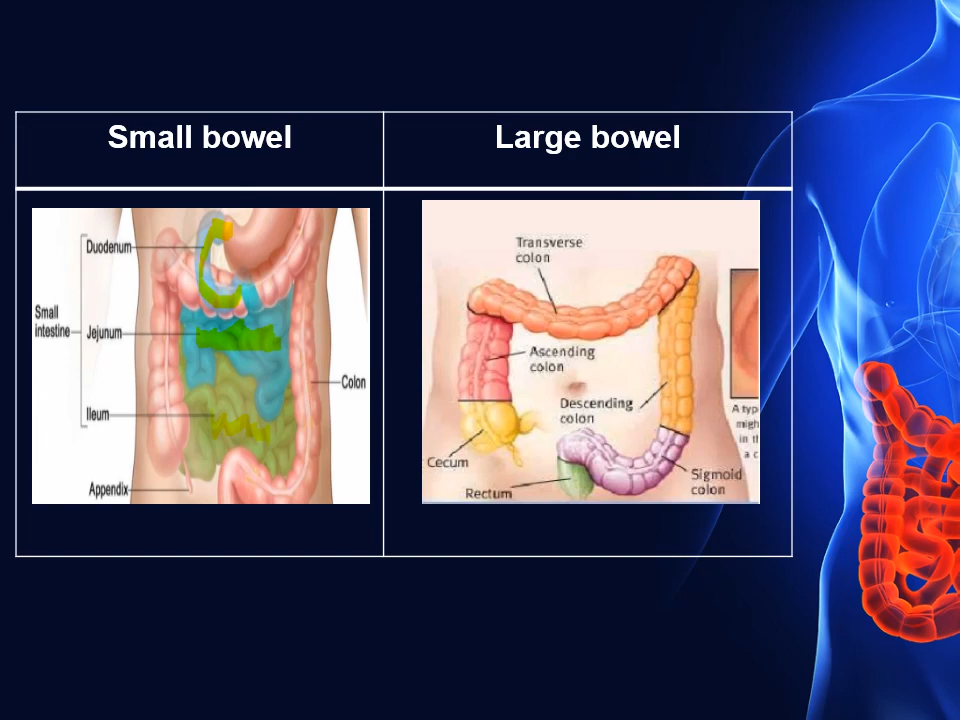 Small bowel
Large bowel
Duodenum
Small
intestine
Jejunum
Ileum
Appendix
Colon
Transverse
colon
Ascending
colon
Descending
colon
Cecum
Rectum
Sigmoid
colon
A typ
migh
in th
a c